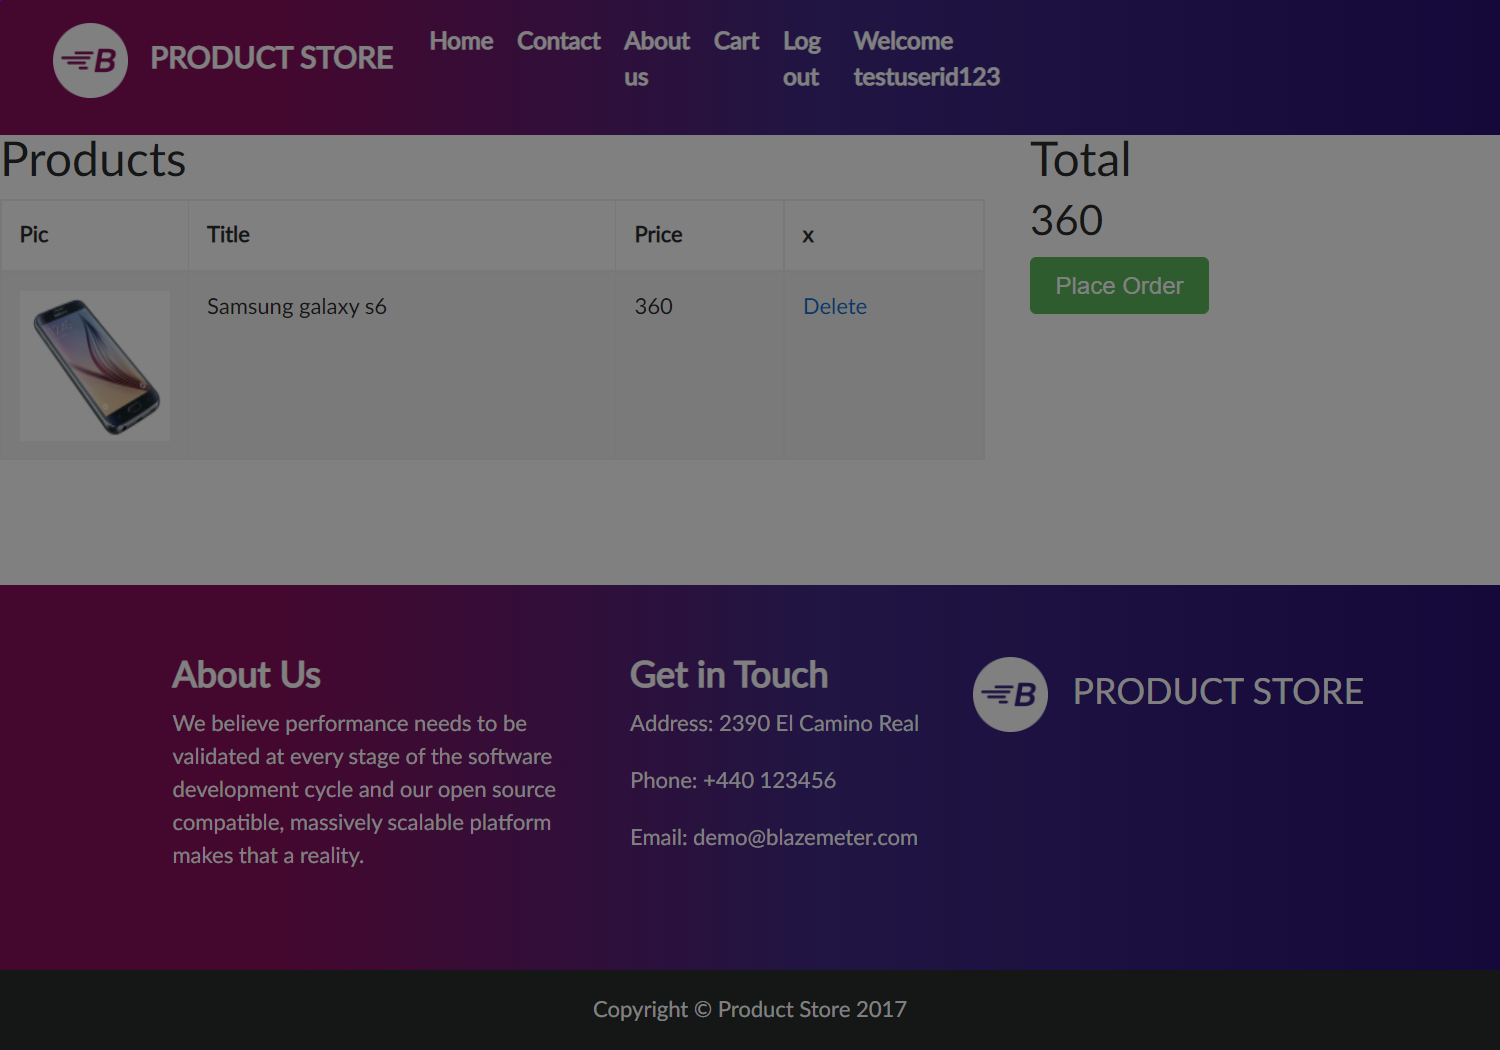 B PRODUCT STORE Home Contact About us Cart Log out Welcome testuserid123
Products
Total
360
Pic Title Price x
Place Order
Samsung galaxy s6 360 Delete
About Us
We believe performance needs to be
validated at every stage of the software
development cycle and our open source
compatible, massively scalable platform
makes that a reality.
Get in Touch
Address: 2390 El Camino Real
Phone: +440 123456
Email: demo@blazemeter.com
B PRODUCT STORE
Copyright © Product Store 2017